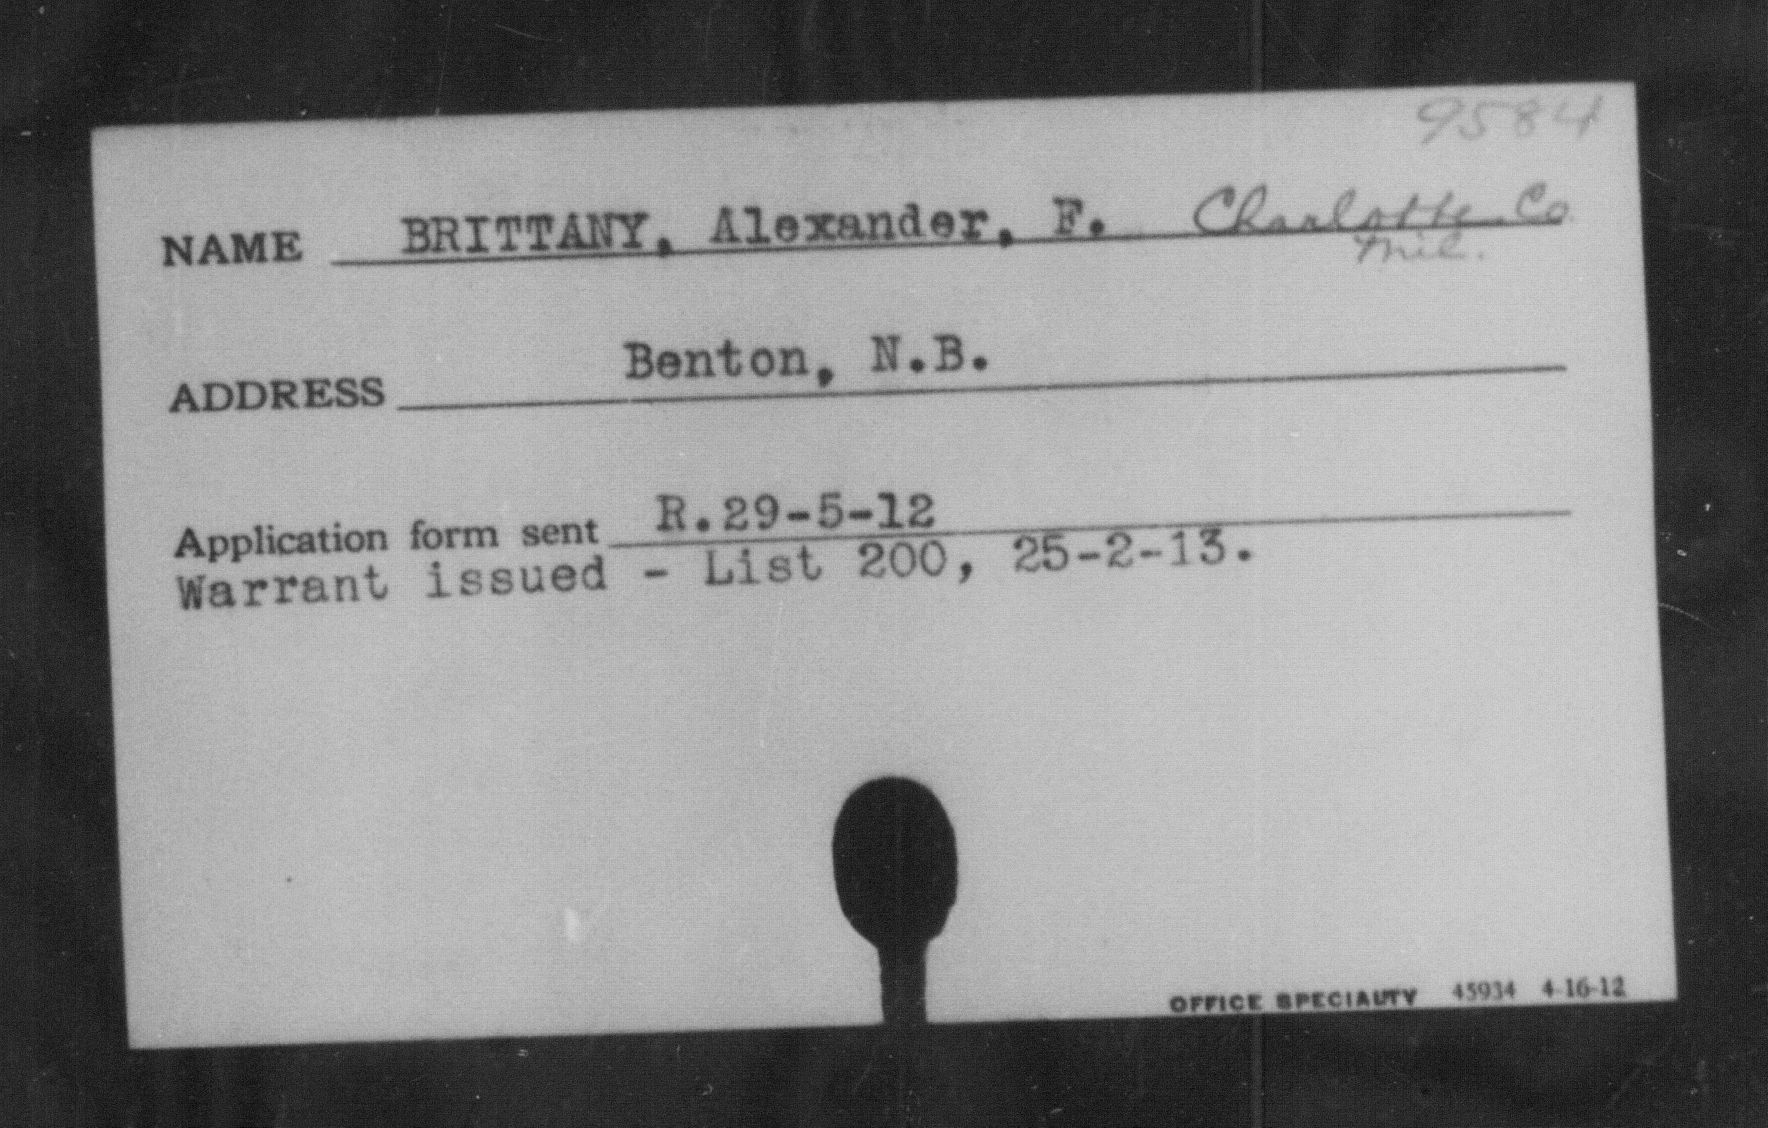 9584
NAME BRITTANY, Alexander, F. Charlotte Co.
Mil.
ADDRESS Benton, N.B.
Application form sent R.29-5-12
Warrant issued - List 200, 25-2-13.
OFFICE SPECIALTY 45934 4-16-12